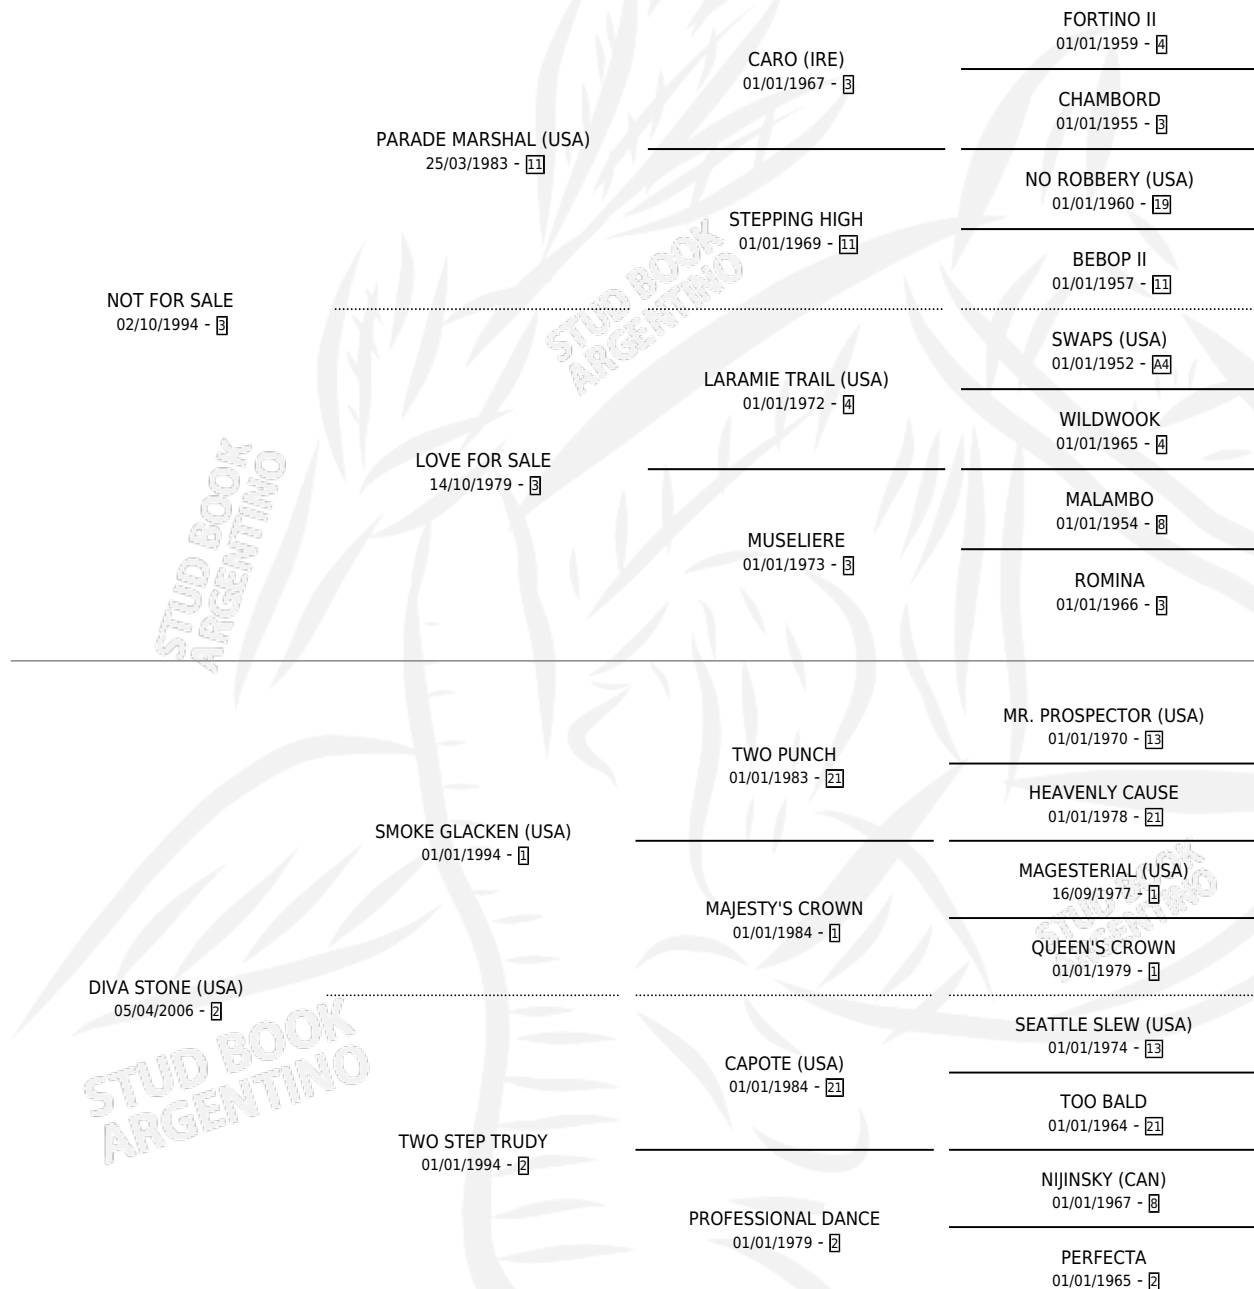 FORTINO II
01/01/1959 - 4
CARO (IRE)
01/01/1967 - 3
CHAMBORD
01/01/1955 - 3
PARADE MARSHAL (USA)
25/03/1983 - 11
NO ROBBERY (USA)
01/01/1960 - 19
STEPPING HIGH
01/01/1969 - 11
BEBOP II
01/01/1957 - 11
NOT FOR SALE
02/10/1994 - 3
SWAPS (USA)
01/01/1952 - A4
LARAMIE TRAIL (USA)
01/01/1972 - 4
WILDWOOK
01/01/1965 - 4
LOVE FOR SALE
14/10/1979 - 3
MALAMBO
01/01/1954 - 8
MUSELIERE
01/01/1973 - 3
ROMINA
01/01/1966 - 3
STUD BOOK
ARGENTINO
STUD BOOK
ARGENTINO
MR. PROSPECTOR (USA)
01/01/1970 - 13
TWO PUNCH
01/01/1983 - 21
HEAVENLY CAUSE
01/01/1978 - 21
SMOKE GLACKEN (USA)
01/01/1994 - 1
MAGESTERIAL (USA)
16/09/1977 - 1
MAJESTY'S CROWN
01/01/1984 - 1
QUEEN'S CROWN
01/01/1979 - 1
STUD BOOK
ARGENTINO
DIVA STONE (USA)
05/04/2006 - 2
SEATTLE SLEW (USA)
01/01/1974 - 13
CAPOTE (USA)
01/01/1984 - 21
TOO BALD
01/01/1964 - 21
STUD BOOK
ARGENTINO
TWO STEP TRUDY
01/01/1994 - 2
NIJINSKY (CAN)
01/01/1967 - 8
PROFESSIONAL DANCE
01/01/1979 - 2
PERFECTA
01/01/1965 - 2